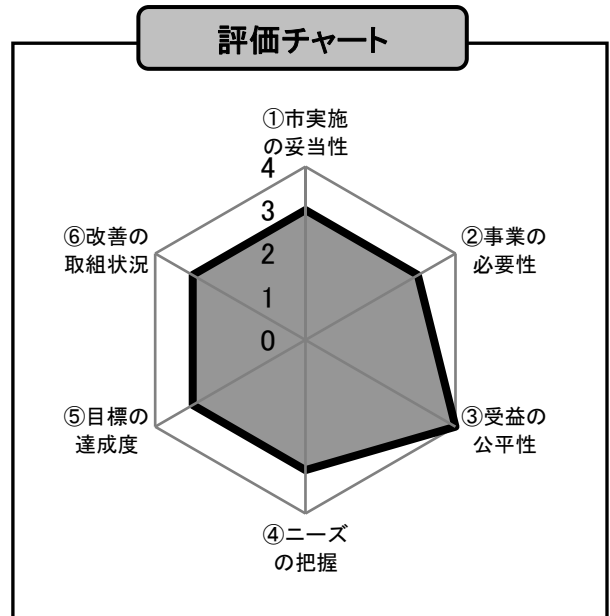 評価チャート
①市実施
の妥当性
4
3
2
1
0
②事業の
必要性
③受益の
公平性
④ニーズ
の把握
⑤目標の
達成度
⑥改善の
取組状況